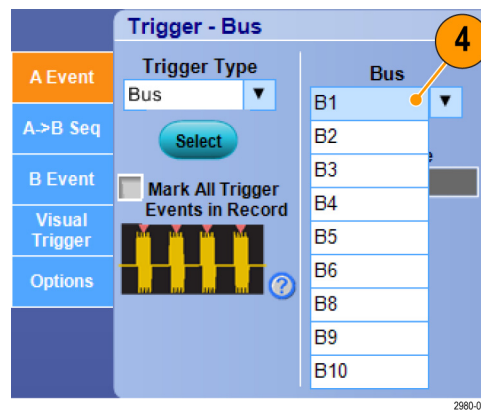 Trigger - Bus
4
A Event
A->B Seq
B Event
Visual
Trigger
Options
Trigger Type
Bus
Select
Mark All Trigger
Events in Record
?
Bus
B1
B2
B3
B4
B5
B6
B8
B9
B10
2980-0